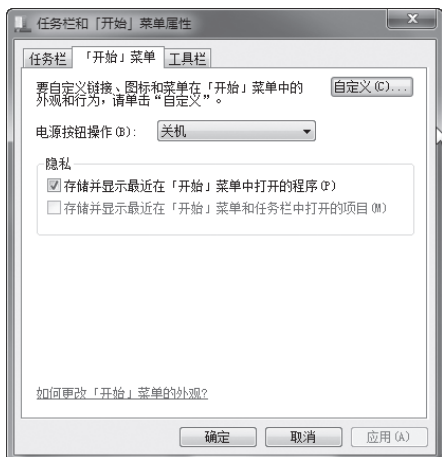 任务栏和「开始」菜单属性
任务栏 「开始」菜单 工具栏
要自定义链接、图标和菜单在「开始」菜单中的 自定义(C)...
外观和行为,请单击“自定义”。
电源按钮操作(B): 关机
隐私
存储并显示最近在「开始」菜单中打开的程序(P)
存储并显示最近在「开始」菜单和任务栏中打开的项目(M)
如何更改「开始」菜单的外观?
确定 取消 应用(A)